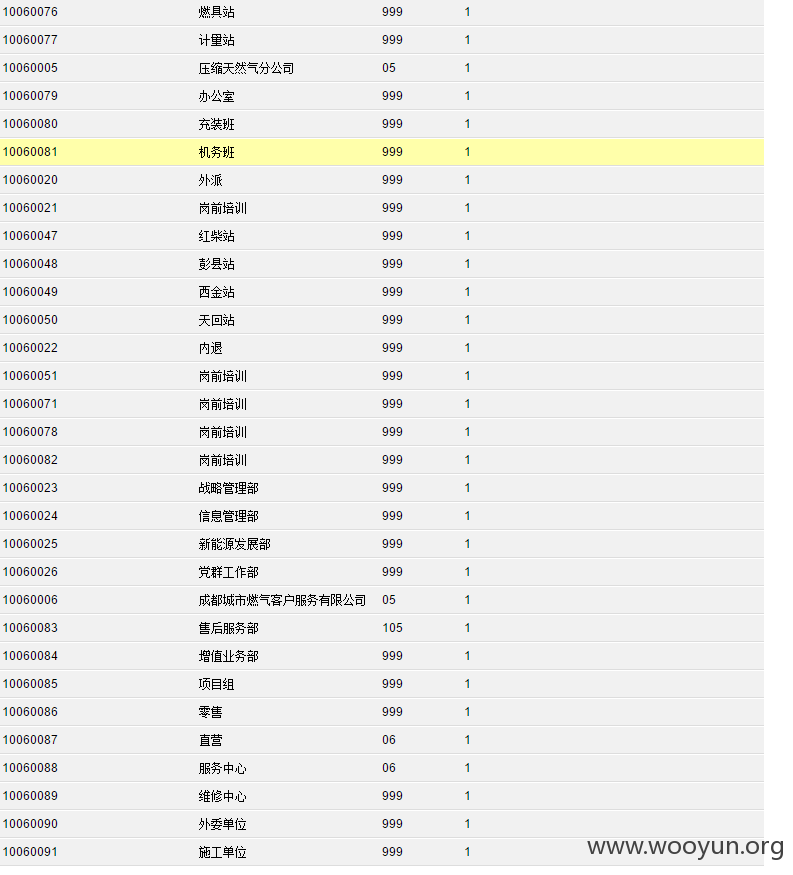 10060076 燃具站 999 1
10060077 计量站 999 1
10060005 压缩天然气分公司 05 1
10060079 办公室 999 1
10060080 充装班 999 1
10060081 机务班 999 1
10060020 外派 999 1
10060021 岗前培训 999 1
10060047 红柴站 999 1
10060048 彭县站 999 1
10060049 西金站 999 1
10060050 天回站 999 1
10060022 内退 999 1
10060051 岗前培训 999 1
10060071 岗前培训 999 1
10060078 岗前培训 999 1
10060082 岗前培训 999 1
10060023 战略管理部 999 1
10060024 信息管理部 999 1
10060025 新能源发展部 999 1
10060026 党群工作部 999 1
10060006 成都城市燃气客户服务有限公司 05 1
10060083 售后服务部 105 1
10060084 增值业务部 999 1
10060085 项目组 999 1
10060086 零售 999 1
10060087 直营 06 1
10060088 服务中心 06 1
10060089 维修中心 999 1
10060090 外委单位 999 1
10060091 施工单位 999 1
www.wooyun.org